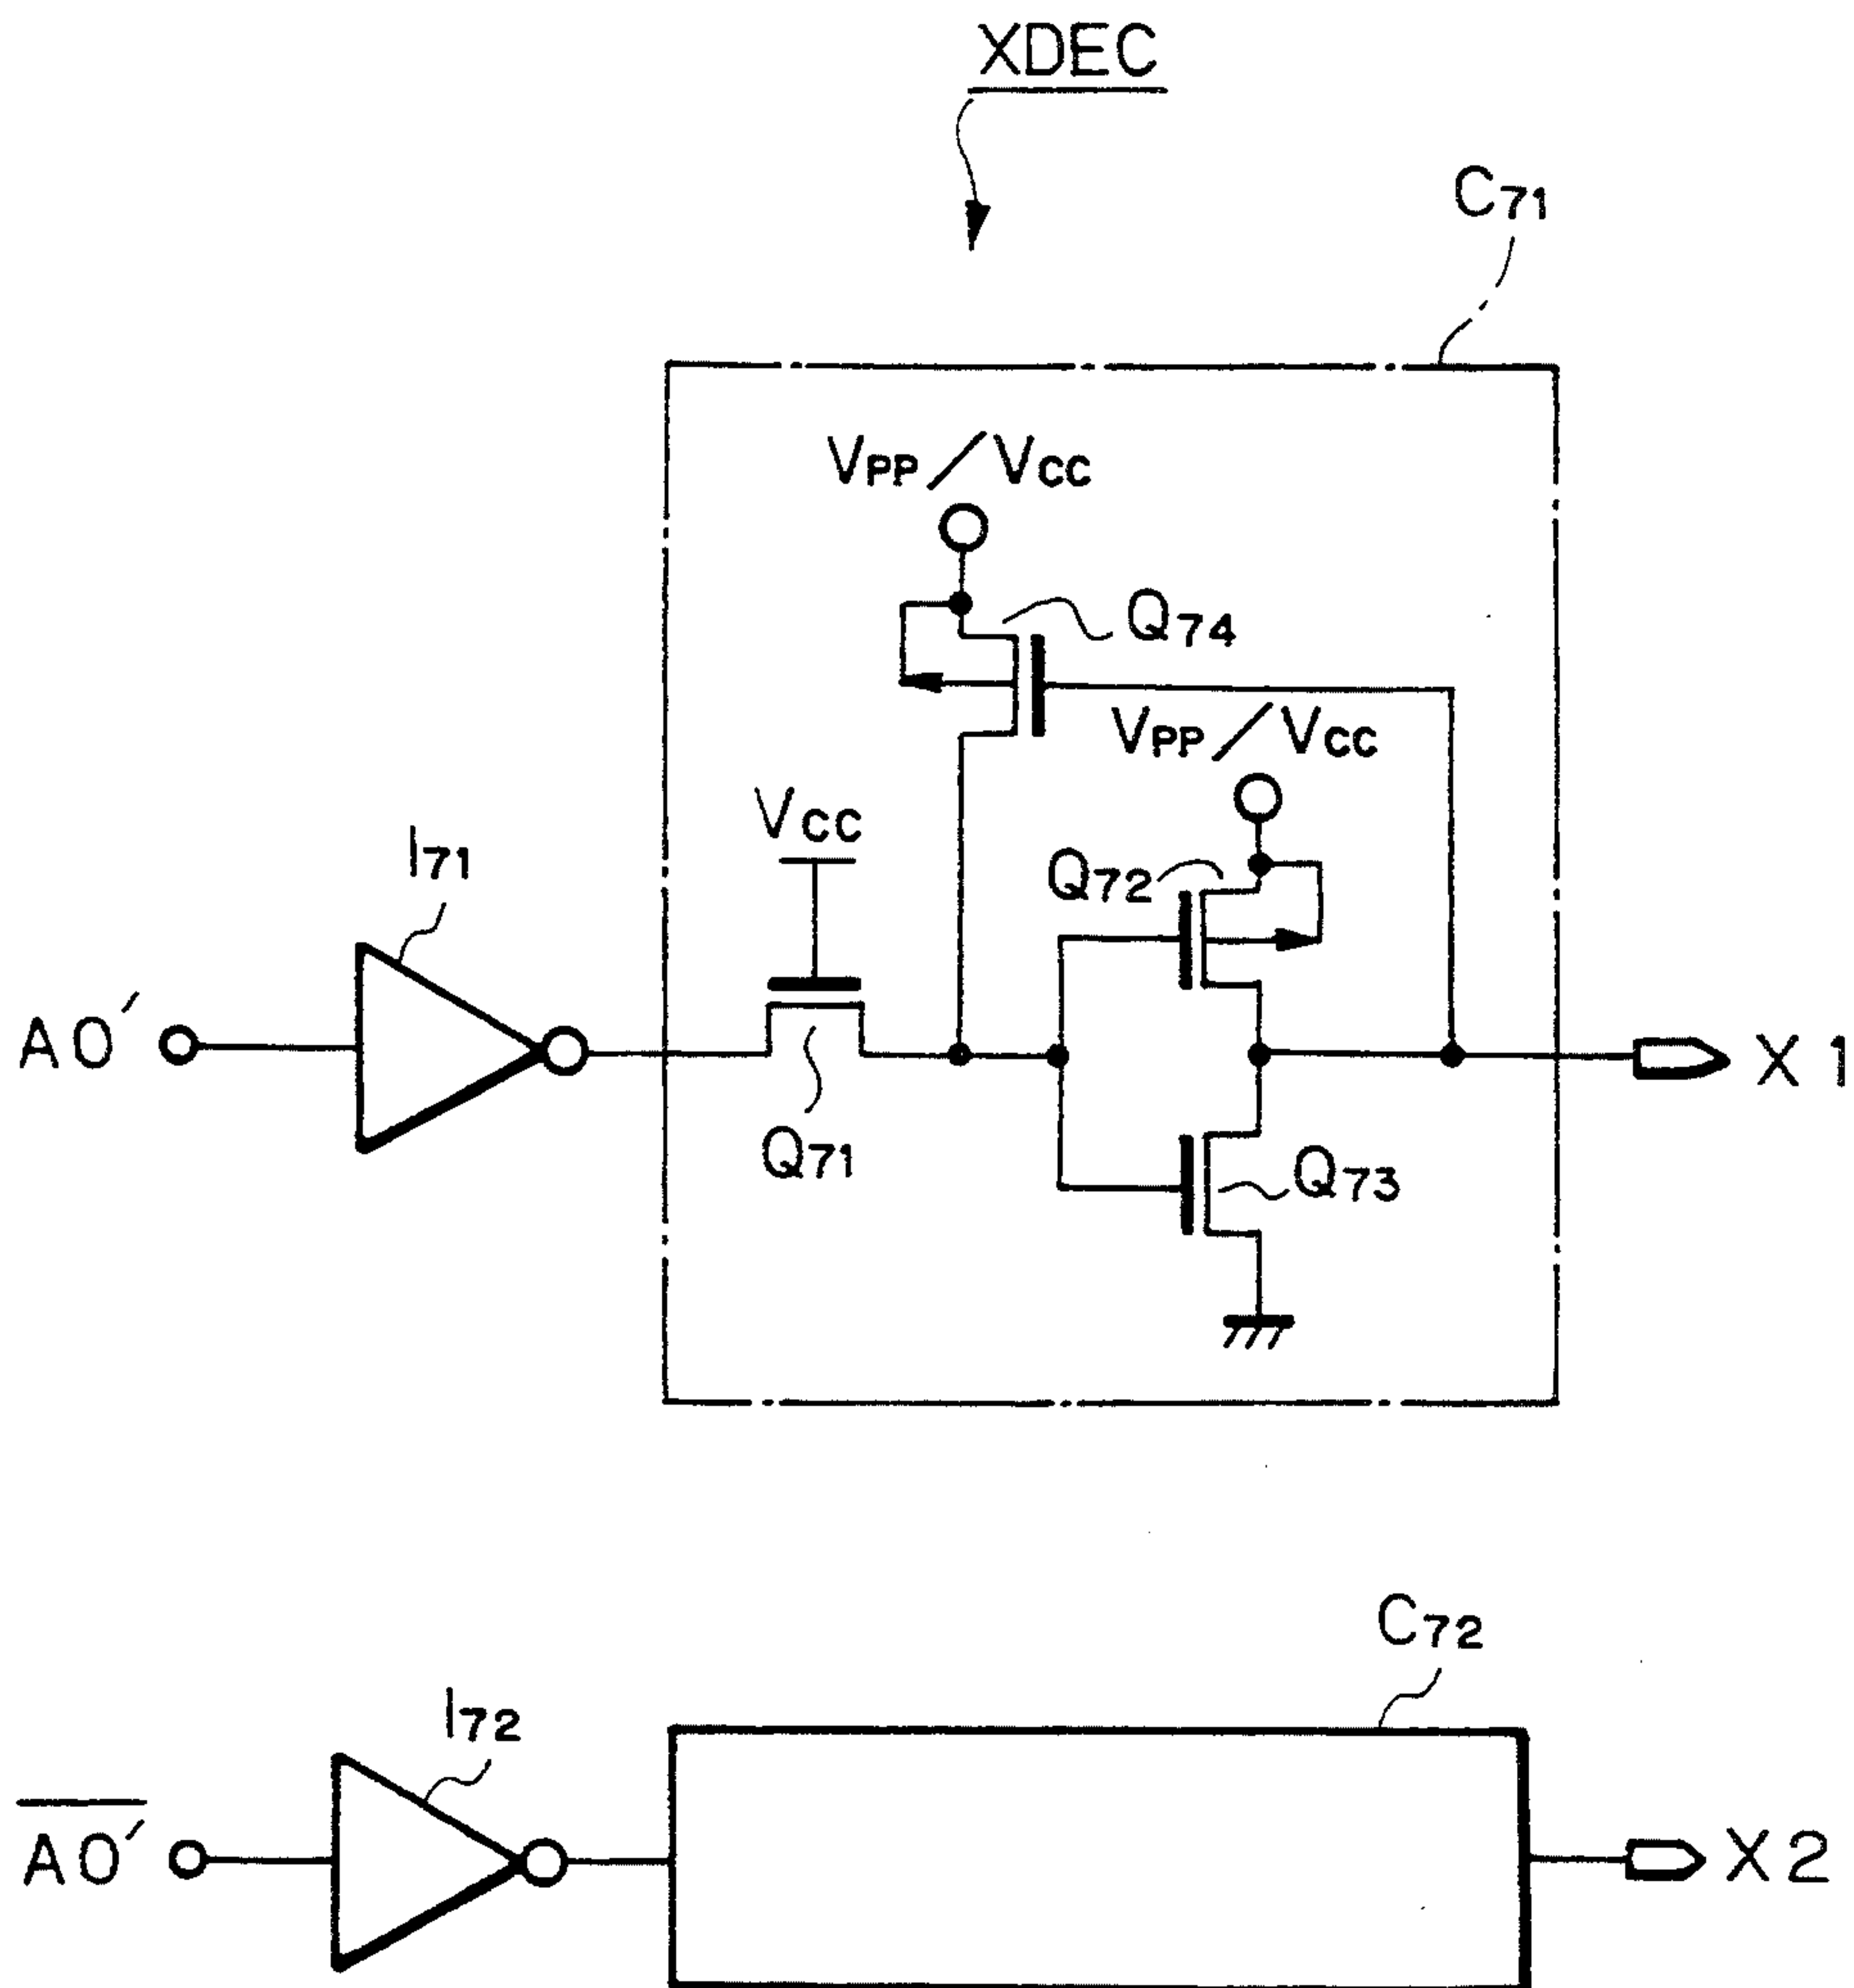 XDEC
C71
VPP/VCC
Q74
VPP/VCC
VCC
Q72
I71
A0′
X1
Q71
Q73
C72
I72
A0′
X2